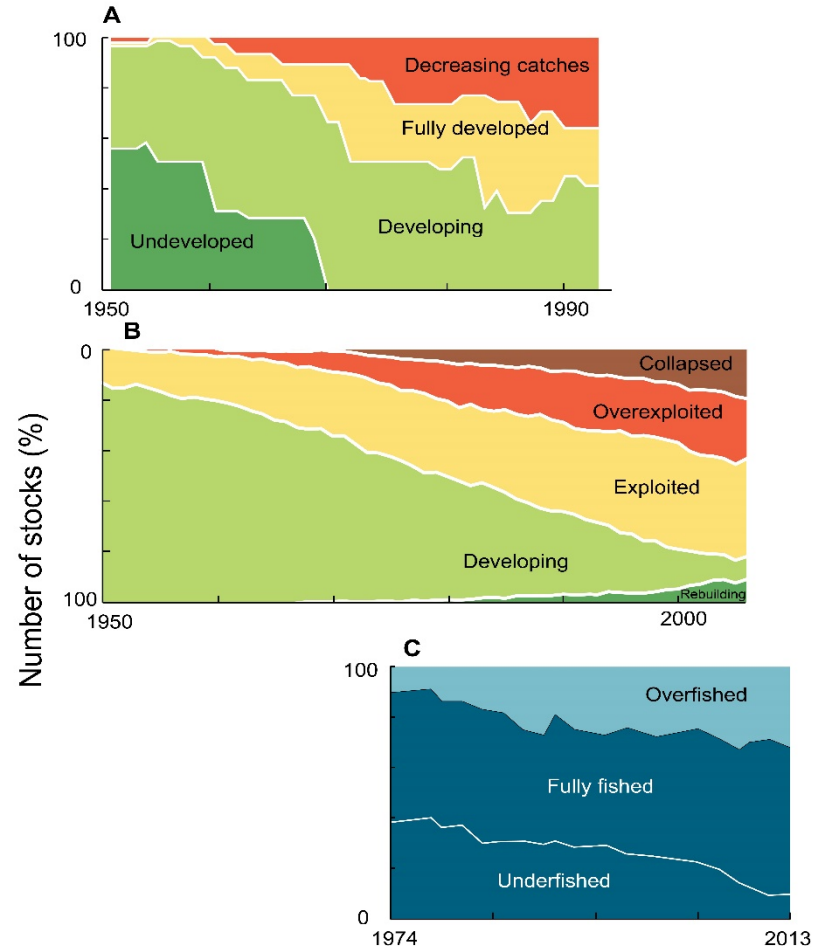 A
100
Decreasing catches
Fully developed
Undeveloped
Developing
0
1950
1990
B
0
Collapsed
Overexploited
Exploited
Developing
Rebuilding
100
1950
2000
Number of stocks (%)
C
100
Overfished
Fully fished
Underfished
0
1974
2013